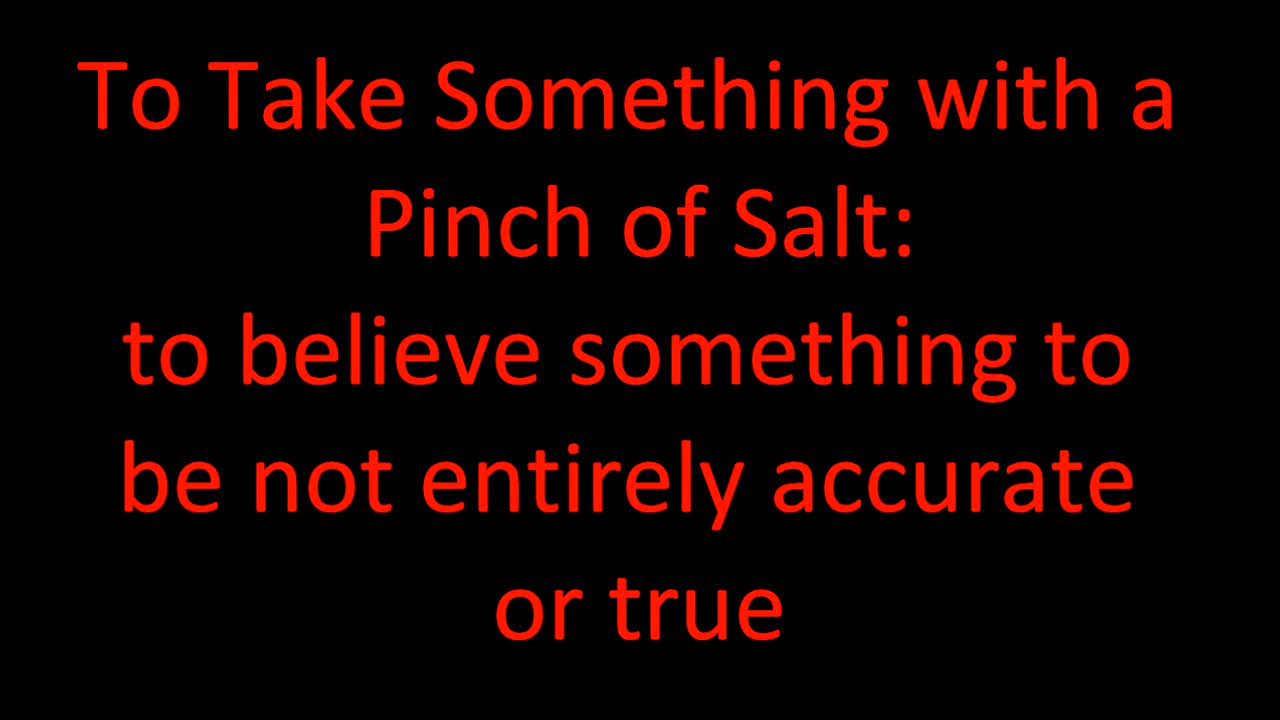 To Take Something with a
Pinch of Salt:
to believe something to
be not entirely accurate
or true